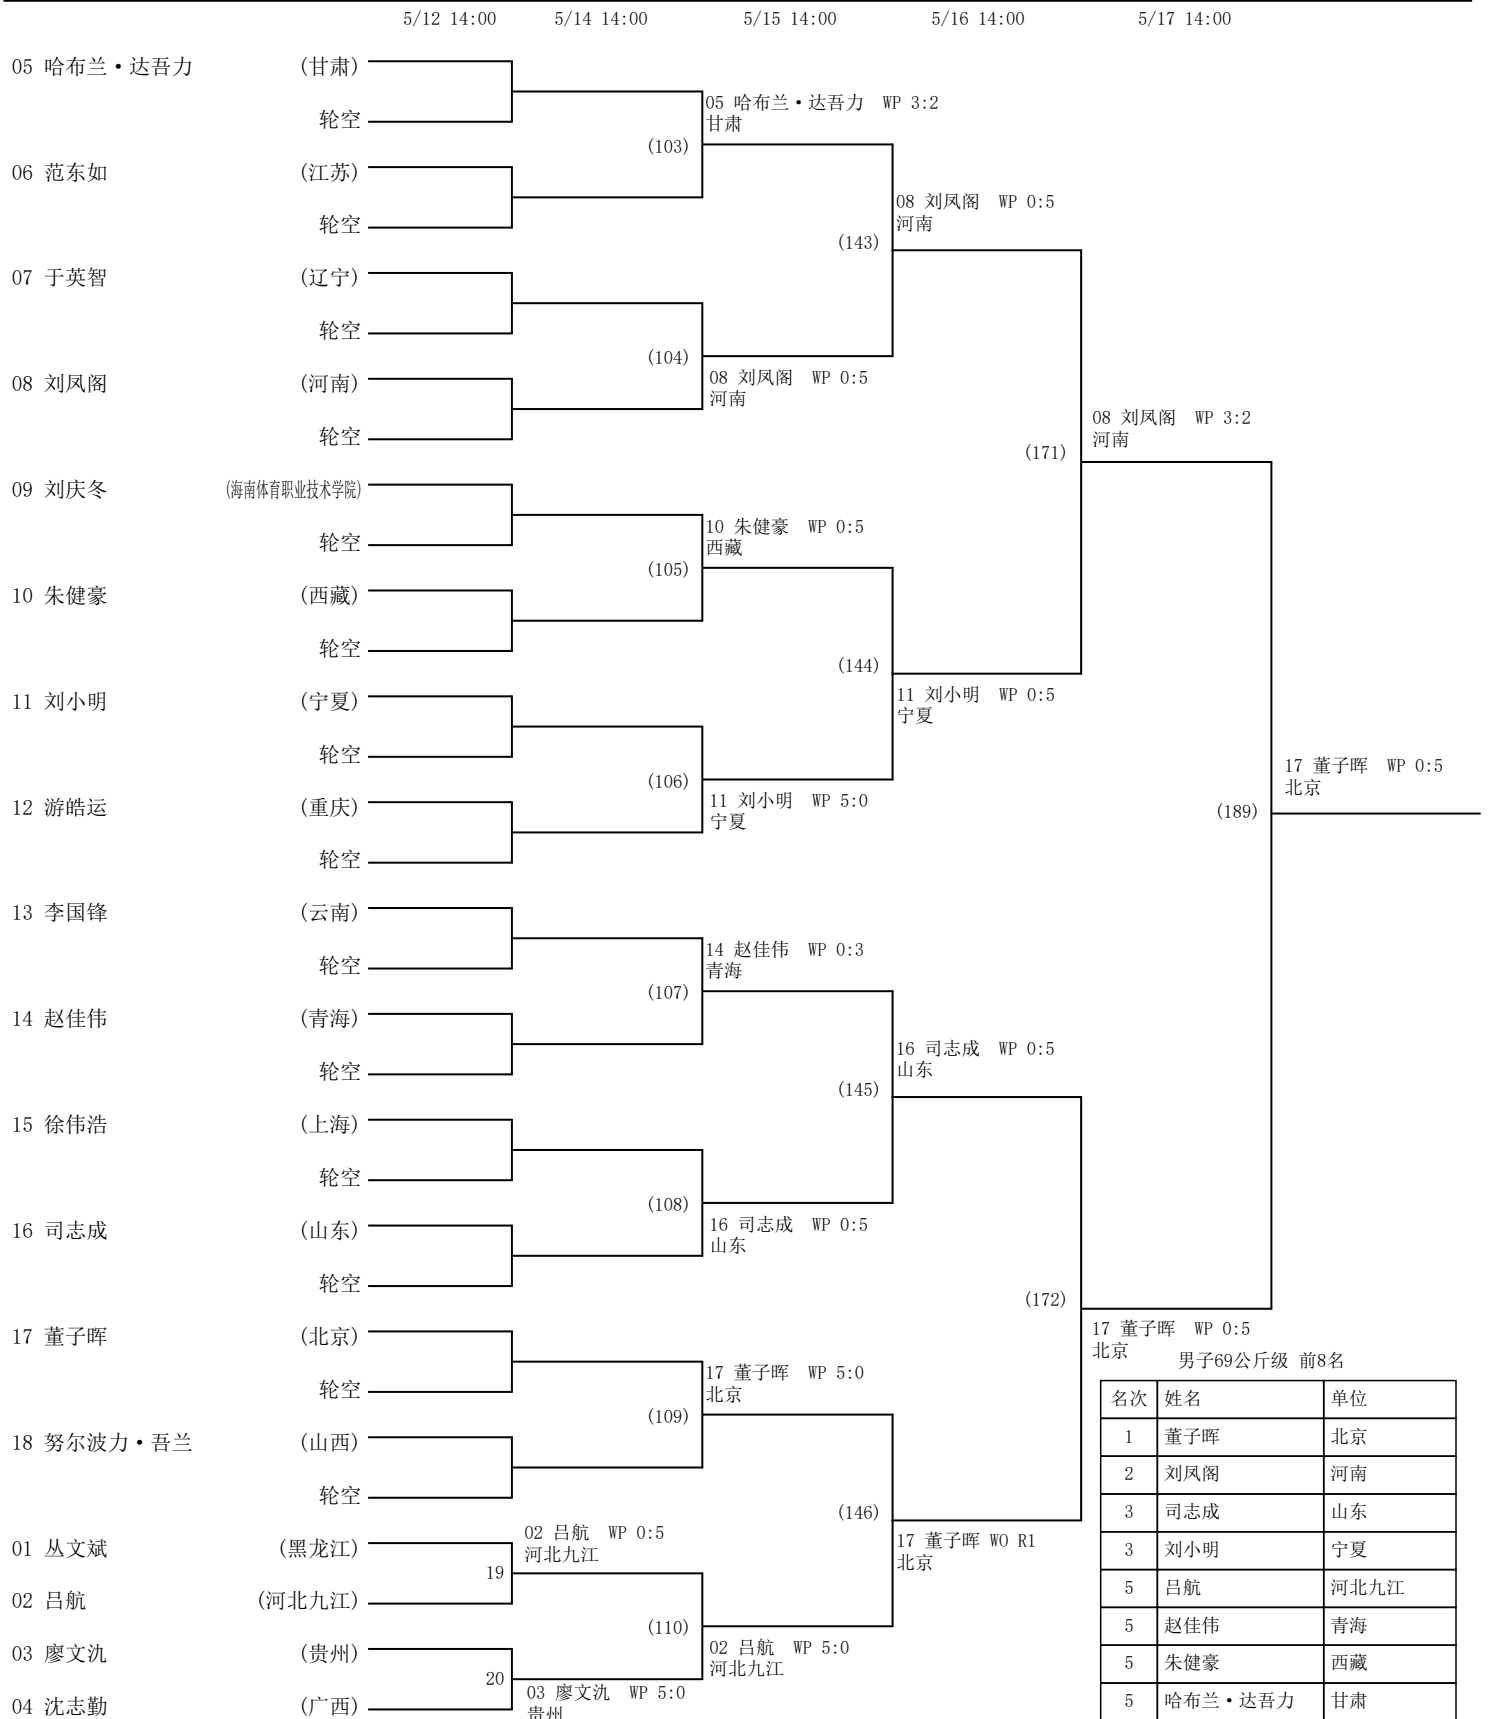 5/12 14:00 5/14 14:00 5/15 14:00 5/16 14:00 5/17 14:00
05 哈布兰·达吾力 (甘肃)
05 哈布兰·达吾力 WP 3:2
甘肃
轮空
(103)
06 范东如 (江苏)
08 刘凤阁 WP 0:5
河南
轮空
(143)
07 于英智 (辽宁)
轮空
(104)
08 刘凤阁 WP 0:5
河南
08 刘凤阁 (河南)
08 刘凤阁 WP 3:2
河南
轮空
(171)
09 刘庆冬 (海南体育职业技术学院)
10 朱健豪 WP 0:5
西藏
轮空
(105)
10 朱健豪 (西藏)
轮空
(144)
11 刘小明 WP 0:5
宁夏
11 刘小明 (宁夏)
轮空
(106)
17 董子晖 WP 0:5
北京
11 刘小明 WP 5:0
宁夏
12 游皓运 (重庆)
(189)
轮空
13 李国锋 (云南)
14 赵佳伟 WP 0:3
青海
轮空
(107)
14 赵佳伟 (青海)
16 司志成 WP 0:5
山东
轮空
(145)
15 徐伟浩 (上海)
轮空
(108)
16 司志成 WP 0:5
山东
16 司志成 (山东)
轮空
(172)
17 董子晖 (北京)
17 董子晖 WP 0:5
北京
17 董子晖 WP 5:0
北京
轮空
(109)
18 努尔波力·吾兰 (山西)
轮空
(146)
02 吕航 WP 0:5
河北九江
17 董子晖 WO R1
北京
01 丛文斌 (黑龙江)
19
02 吕航 (河北九江)
(110)
02 吕航 WP 5:0
河北九江
03 廖文氿 (贵州)
20
03 廖文氿 WP 5:0
贵州
04 沈志勤 (广西)
男子69公斤级 前8名
名次 姓名 单位
1 董子晖 北京
2 刘凤阁 河南
3 司志成 山东
3 刘小明 宁夏
5 吕航 河北九江
5 赵佳伟 青海
5 朱健豪 西藏
5 哈布兰·达吾力 甘肃